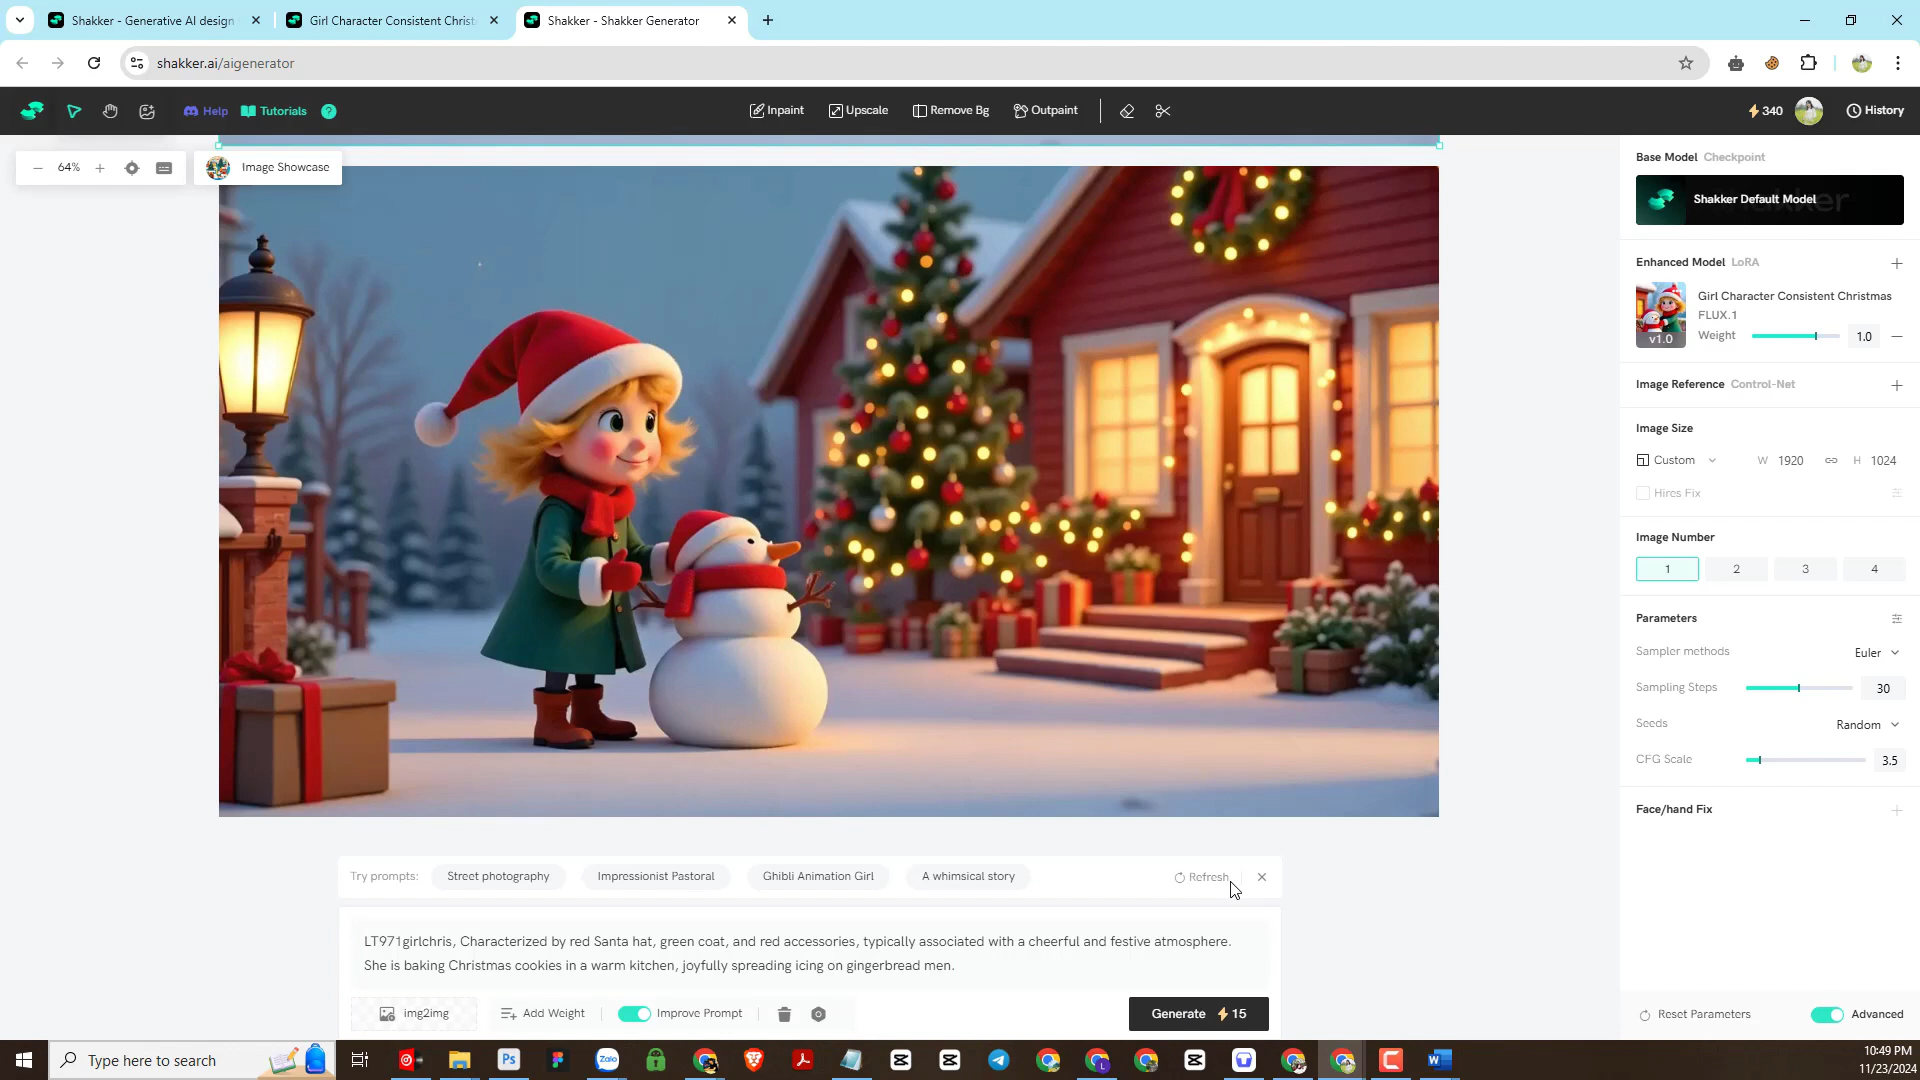 Shakker - Generative AI design
Girl Character Consistent Christ
Shakker - Shakker Generator
shakker.ai/aigenerator
Help
Tutorials
?
Inpaint
Upscale
Remove Bg
Outpaint
340
History
64%
Image Showcase
Base Model Checkpoint
Shakker Default Model
Enhanced Model LoRA
Girl Character Consistent Christmas
FLUX.1
v1.0
Weight
1.0
Image Reference Control-Net
Image Size
Custom
W 1920
H 1024
Hires Fix
Image Number
1
2
3
4
Parameters
Sampler methods
Euler
Sampling Steps
30
Seeds
Random
CFG Scale
3.5
Face/hand Fix
Try prompts:
Street photography
Impressionist Pastoral
Ghibli Animation Girl
A whimsical story
Refresh
LT971girlchris, Characterized by red Santa hat, green coat, and red accessories, typically associated with a cheerful and festive atmosphere.
She is baking Christmas cookies in a warm kitchen, joyfully spreading icing on gingerbread men.
img2img
Add Weight
Improve Prompt
Generate
15
Reset Parameters
Advanced
Type here to search
Ps
Zalo
10:49 PM
11/23/2024